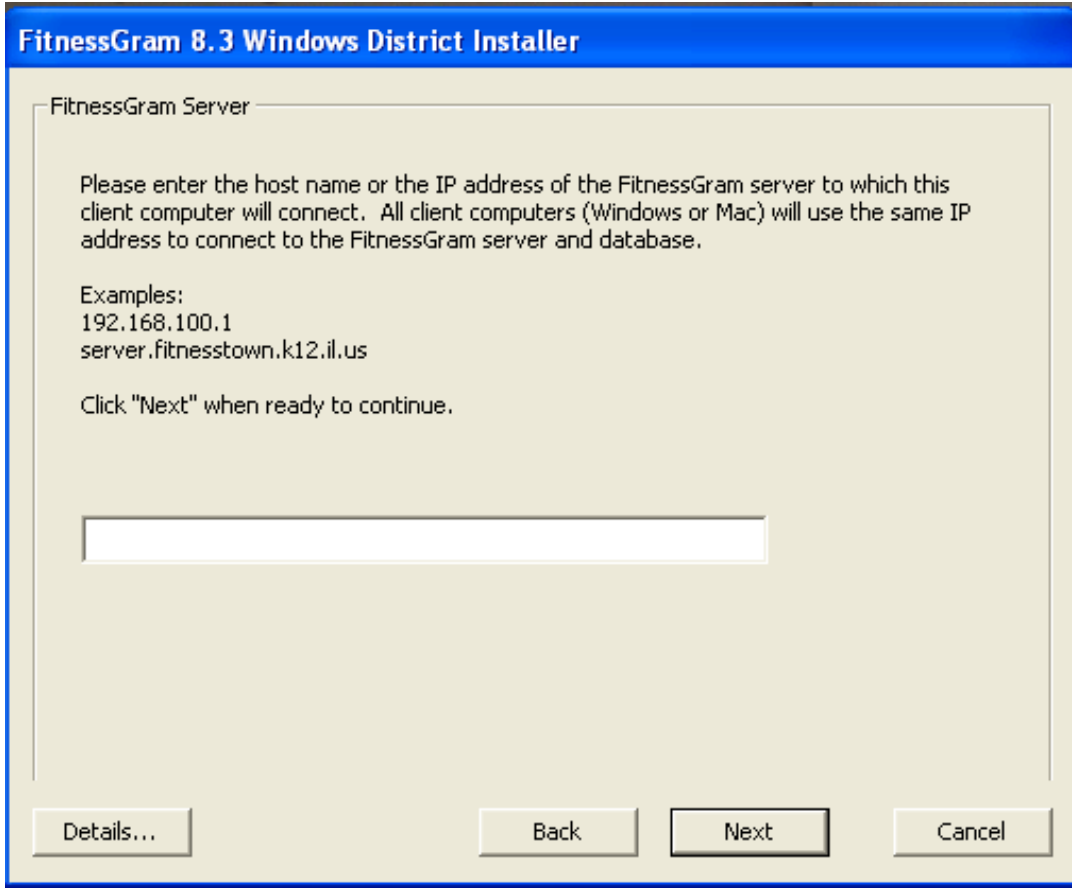 FitnessGram 8.3 Windows District Installer
FitnessGram Server
Please enter the host name or the IP address of the FitnessGram server to which this
client computer will connect.  All client computers (Windows or Mac) will use the same IP
address to connect to the FitnessGram server and database.
Examples:
192.168.100.1
server.fitnesstown.k12.il.us
Click "Next" when ready to continue.
Details... Back Next Cancel